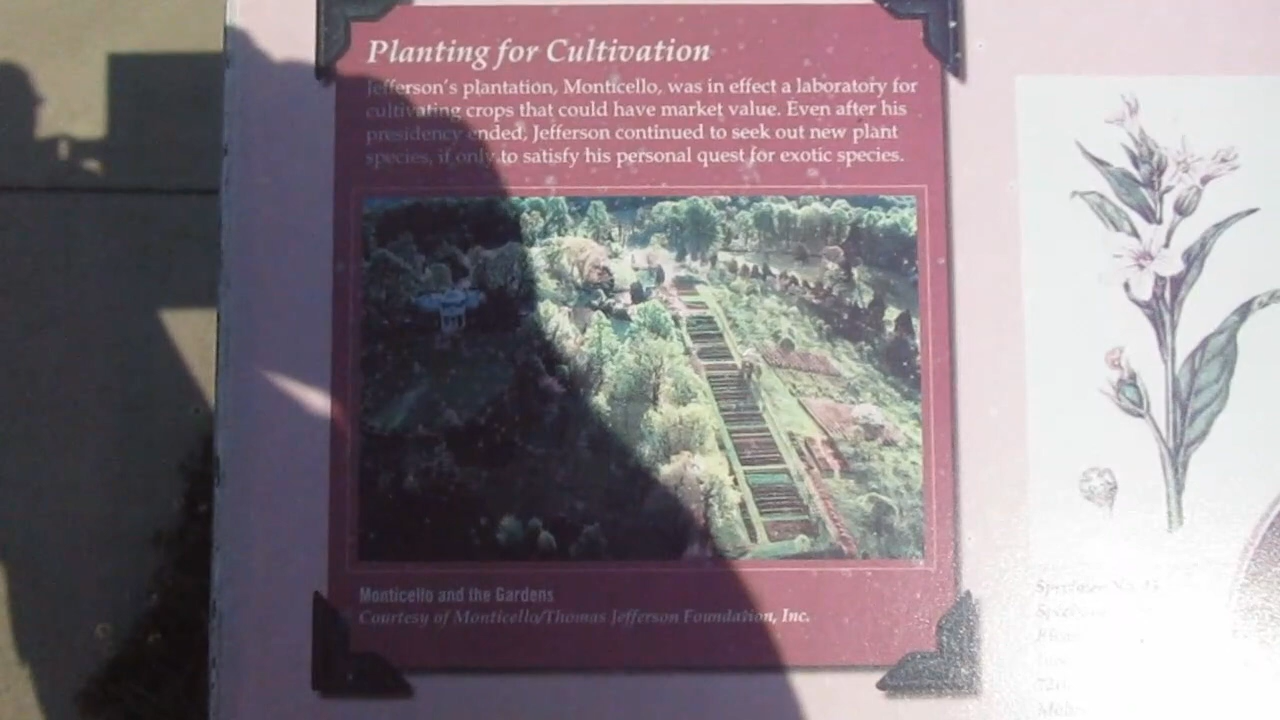 Planting for Cultivation
Jefferson's plantation, Monticello, was in effect a laboratory for
cultivating crops that could have market value. Even after his
presidency ended, Jefferson continued to seek out new plant
species, if only to satisfy his personal quest for exotic species.
Monticello and the Gardens
Courtesy of Monticello/Thomas Jefferson Foundation, Inc.
Specimen No.